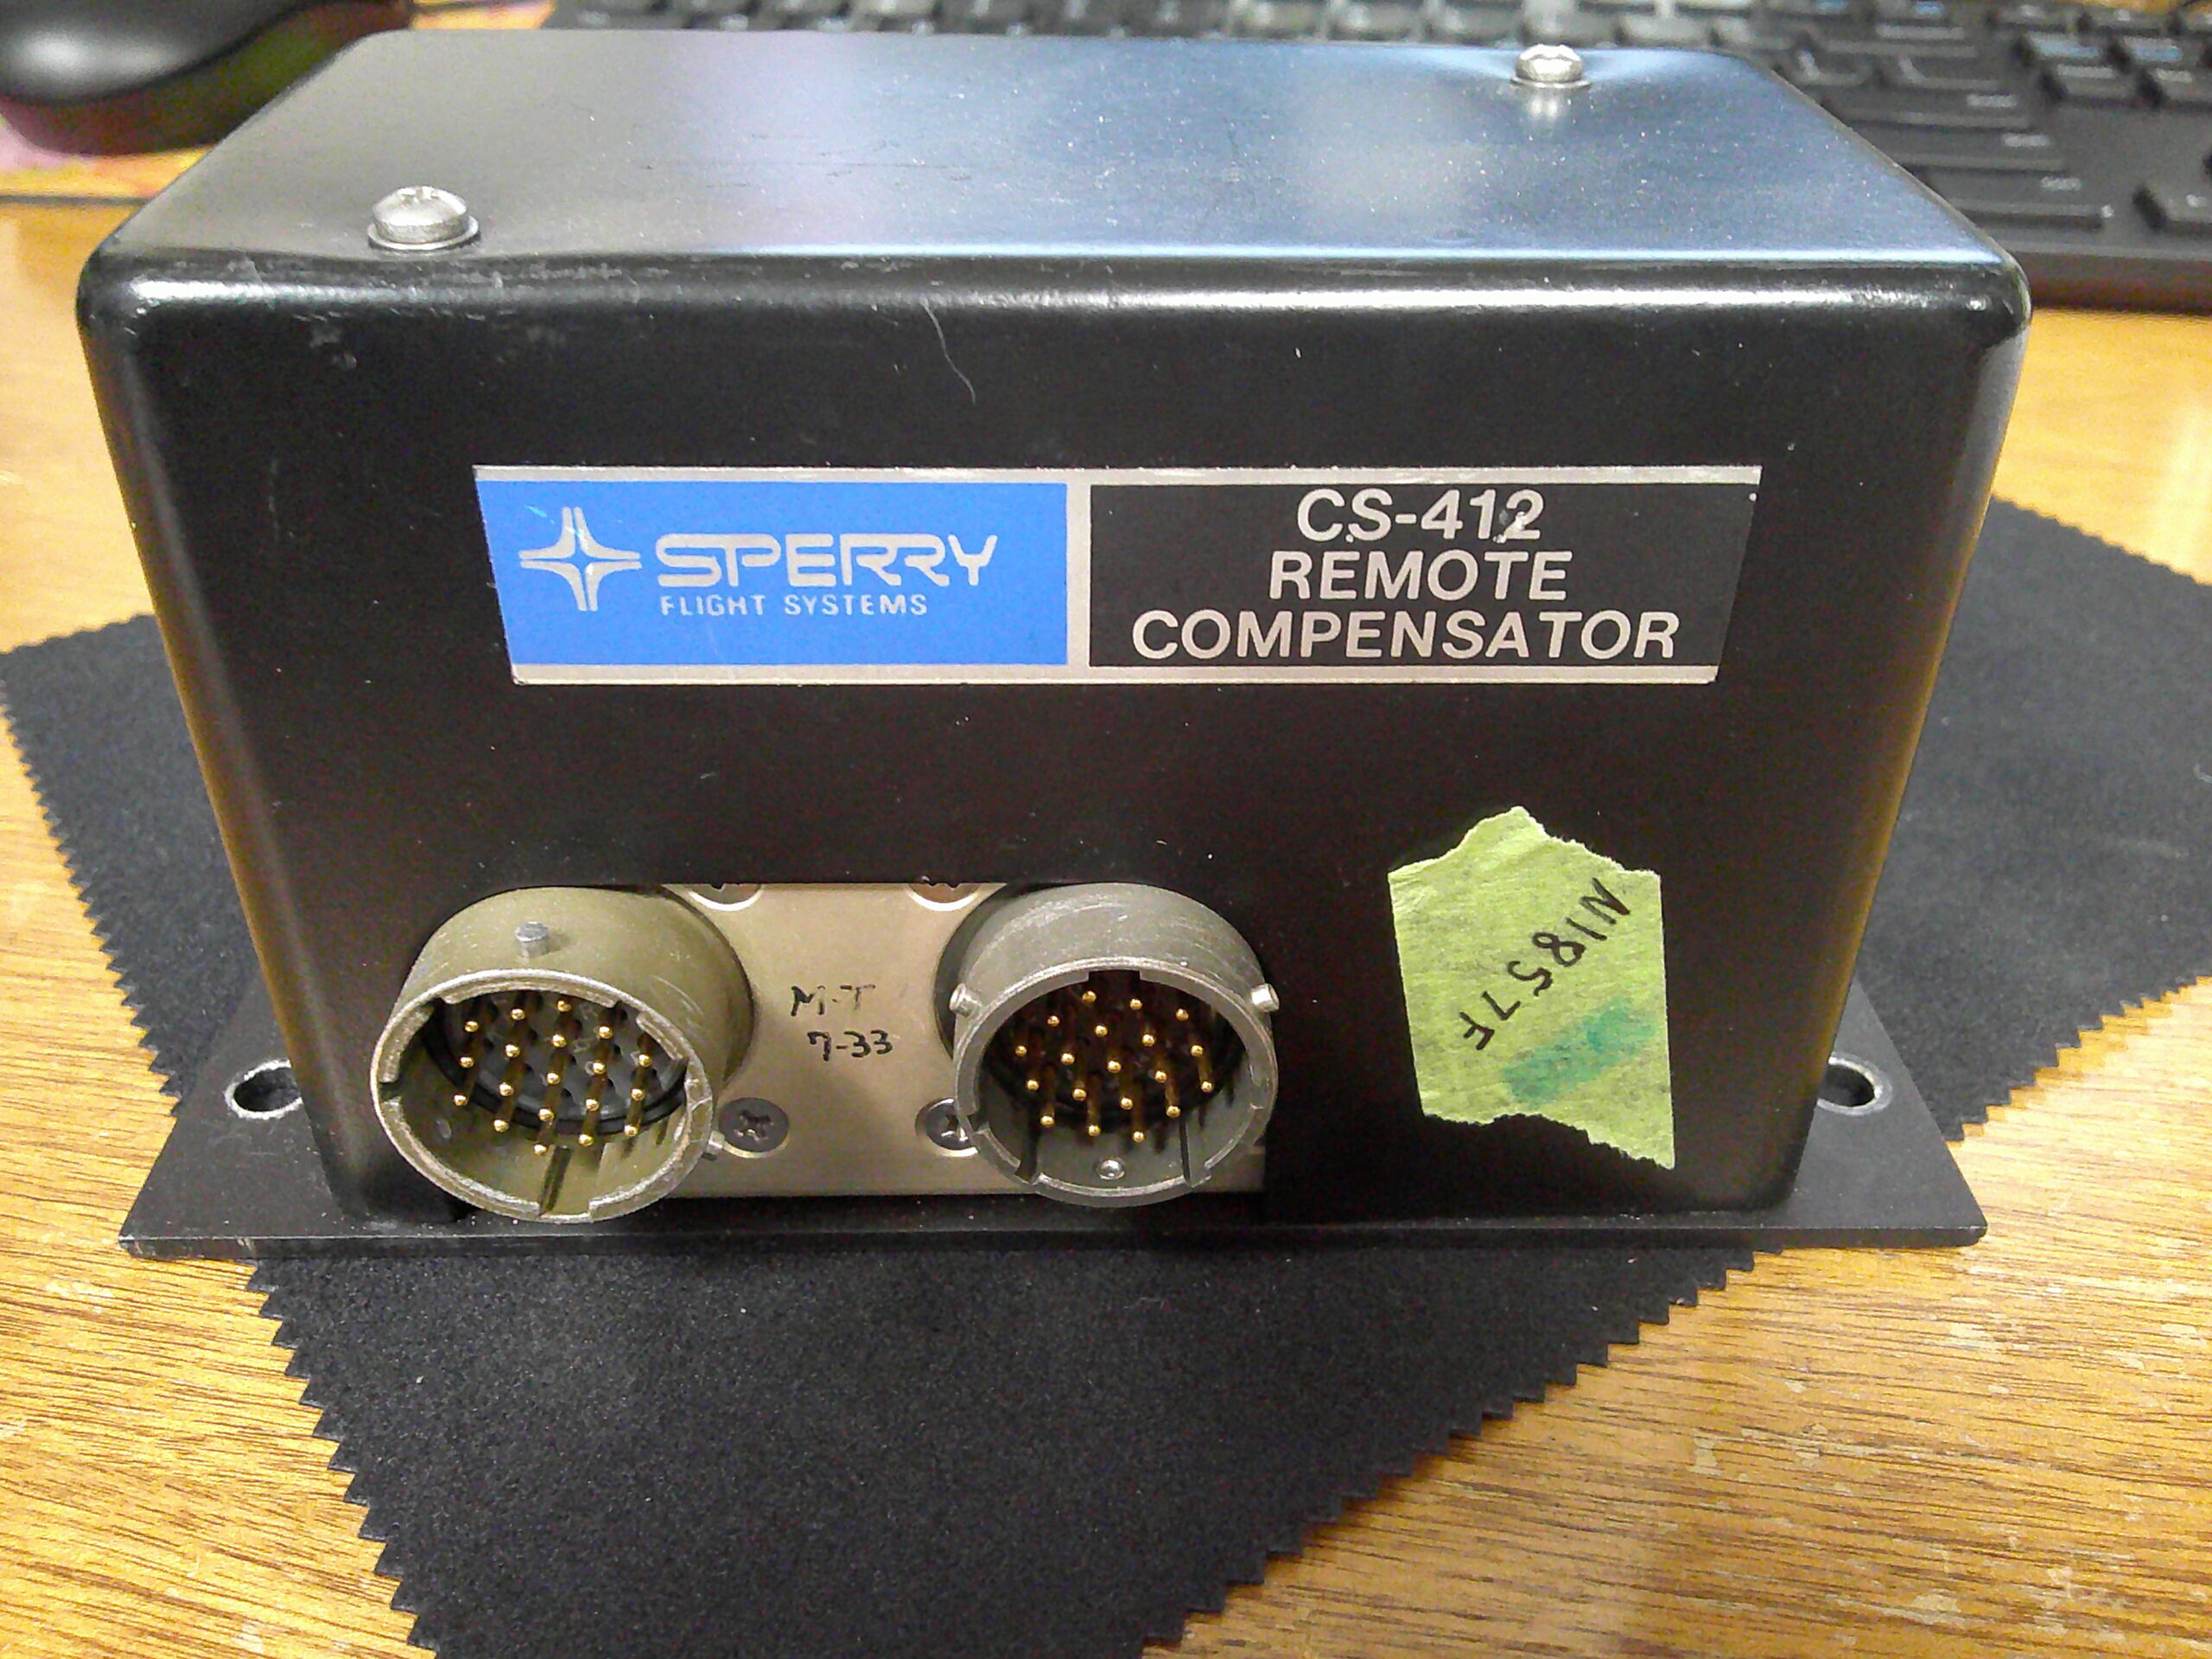 SPERRY
FLIGHT SYSTEMS
CS-412
REMOTE
COMPENSATOR
M-T
7-33
N1857F